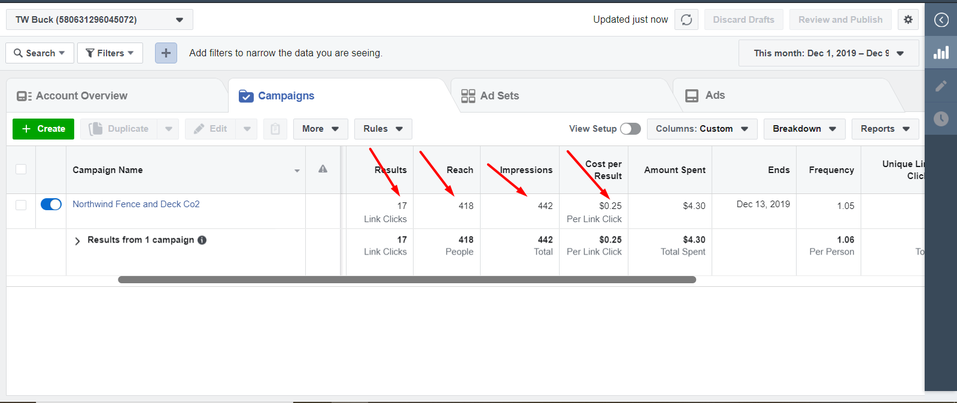 TW Buck (580631296045072)
Updated just now
Discard Drafts
Review and Publish
Search
Filters
+
Add filters to narrow the data you are seeing.
This month: Dec 1, 2019 – Dec 9
Account Overview
Campaigns
Ad Sets
Ads
+ Create
Duplicate
Edit
More
Rules
View Setup
Columns: Custom
Breakdown
Reports
Campaign Name
Results
Reach
Impressions
Cost per
Result
Amount Spent
Ends
Frequency
Unique Lin
Click
Northwind Fence and Deck Co2
17
Link Clicks
418
442
$0.25
Per Link Click
$4.30
Dec 13, 2019
1.05
Results from 1 campaign
17
Link Clicks
418
People
442
Total
$0.25
Per Link Click
$4.30
Total Spent
1.06
Per Person
To